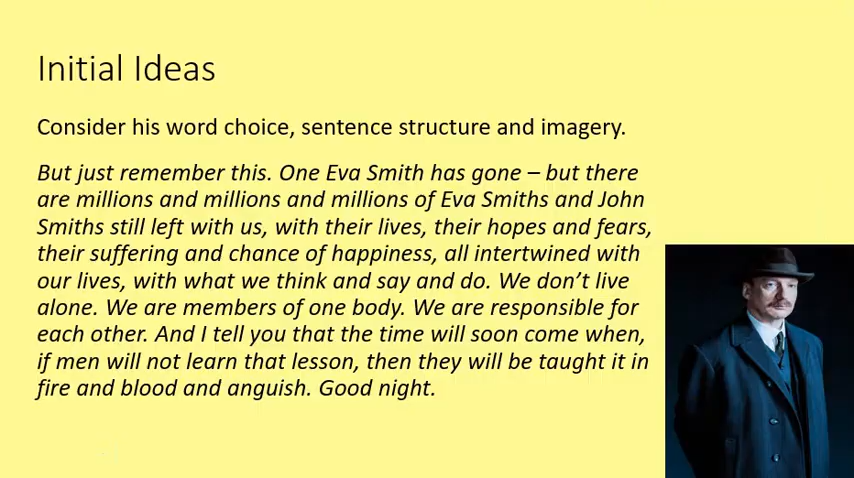 Initial Ideas
Consider his word choice, sentence structure and imagery.
But just remember this. One Eva Smith has gone – but there
are millions and millions and millions of Eva Smiths and John
Smiths still left with us, with their lives, their hopes and fears,
their suffering and chance of happiness, all intertwined with
our lives, with what we think and say and do. We don’t live
alone. We are members of one body. We are responsible for
each other. And I tell you that the time will soon come when,
if men will not learn that lesson, then they will be taught it in
fire and blood and anguish. Good night.